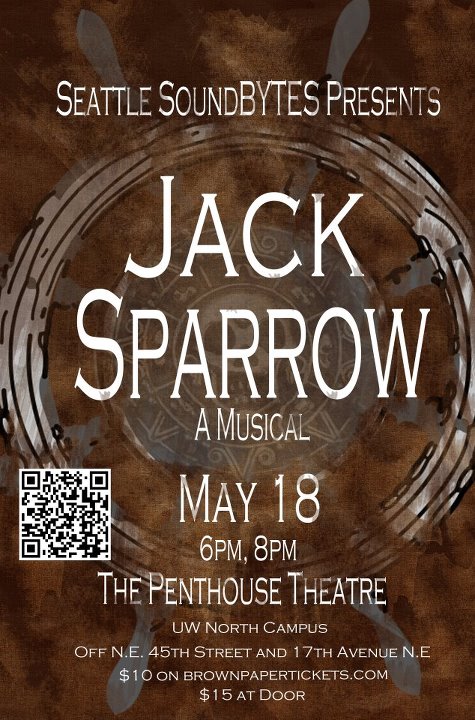 Seattle SoundBYTES Presents
Jack
Sparrow
A Musical
May 18
6pm, 8pm
The Penthouse Theatre
UW North Campus
Off N.E. 45th Street and 17th Avenue N.E
$10 on brownpapertickets.com
$15 at Door